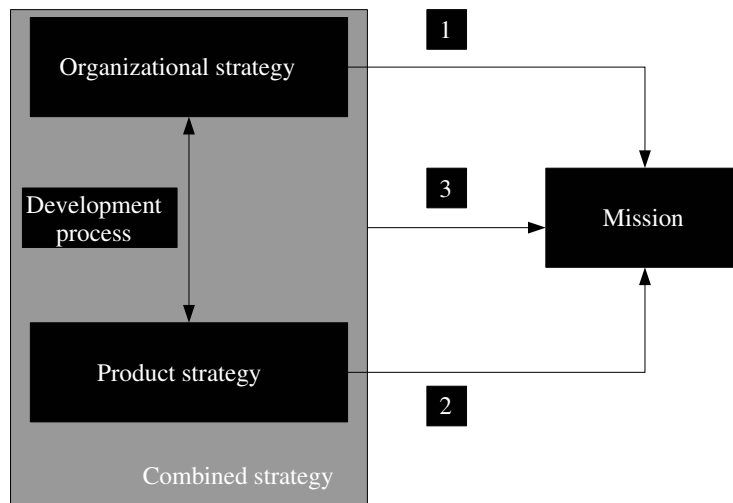 1
Organizational strategy
3
Development
process
Mission
Product strategy
2
Combined strategy